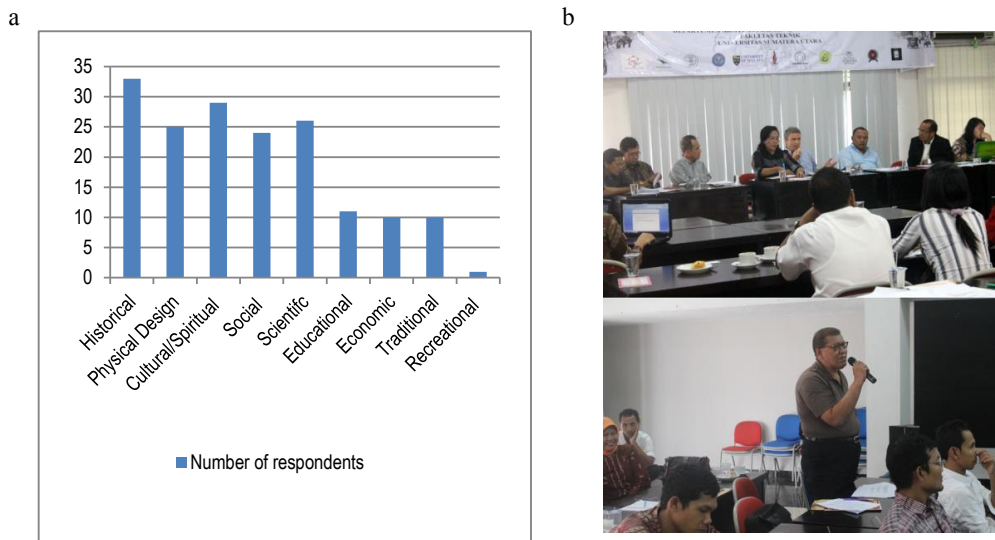 a
b
35
30
25
20
15
10
5
0
Historical
Physical Design
Cultural/Spiritual
Social
Scientifc
Educational
Economic
Traditional
Recreational
Number of respondents
FAKULTAS TEKNIK
UNIVERSITAS SUMATERA UTARA